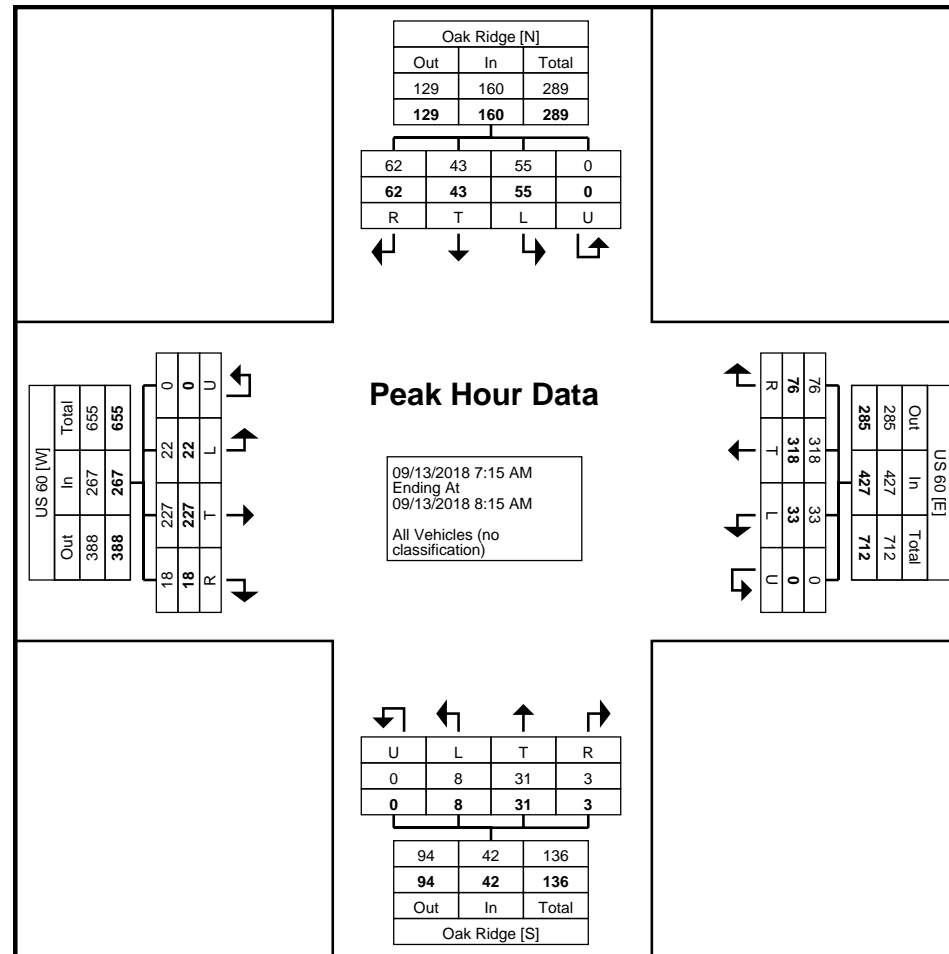 Oak Ridge [N]
Out In Total
129 160 289
129 160 289
62 43 55 0
62 43 55 0
R T L U
Peak Hour Data
09/13/2018 7:15 AM
Ending At
09/13/2018 8:15 AM
All Vehicles (no
classification)
US 60 [W]
Out In Total
388 267 655
388 267 655
18 227 22 0
18 227 22 0
R T L U
US 60 [E]
Out In Total
285 427 712
285 427 712
76 318 33 0
76 318 33 0
R T L U
U L T R
0 8 31 3
0 8 31 3
94 42 136
94 42 136
Out In Total
Oak Ridge [S]